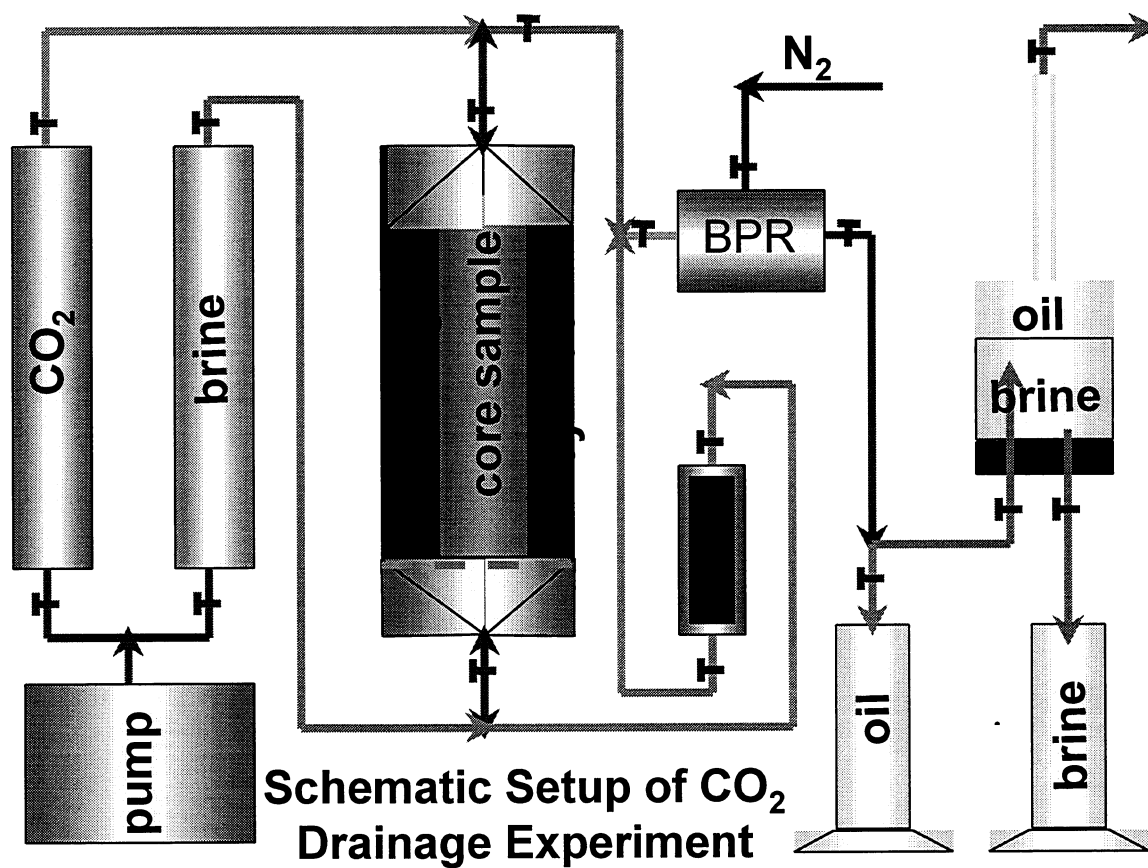 N₂
BPR
CO₂
brine
core sample
oil
brine
pump
oil
brine
Schematic Setup of CO₂
Drainage Experiment